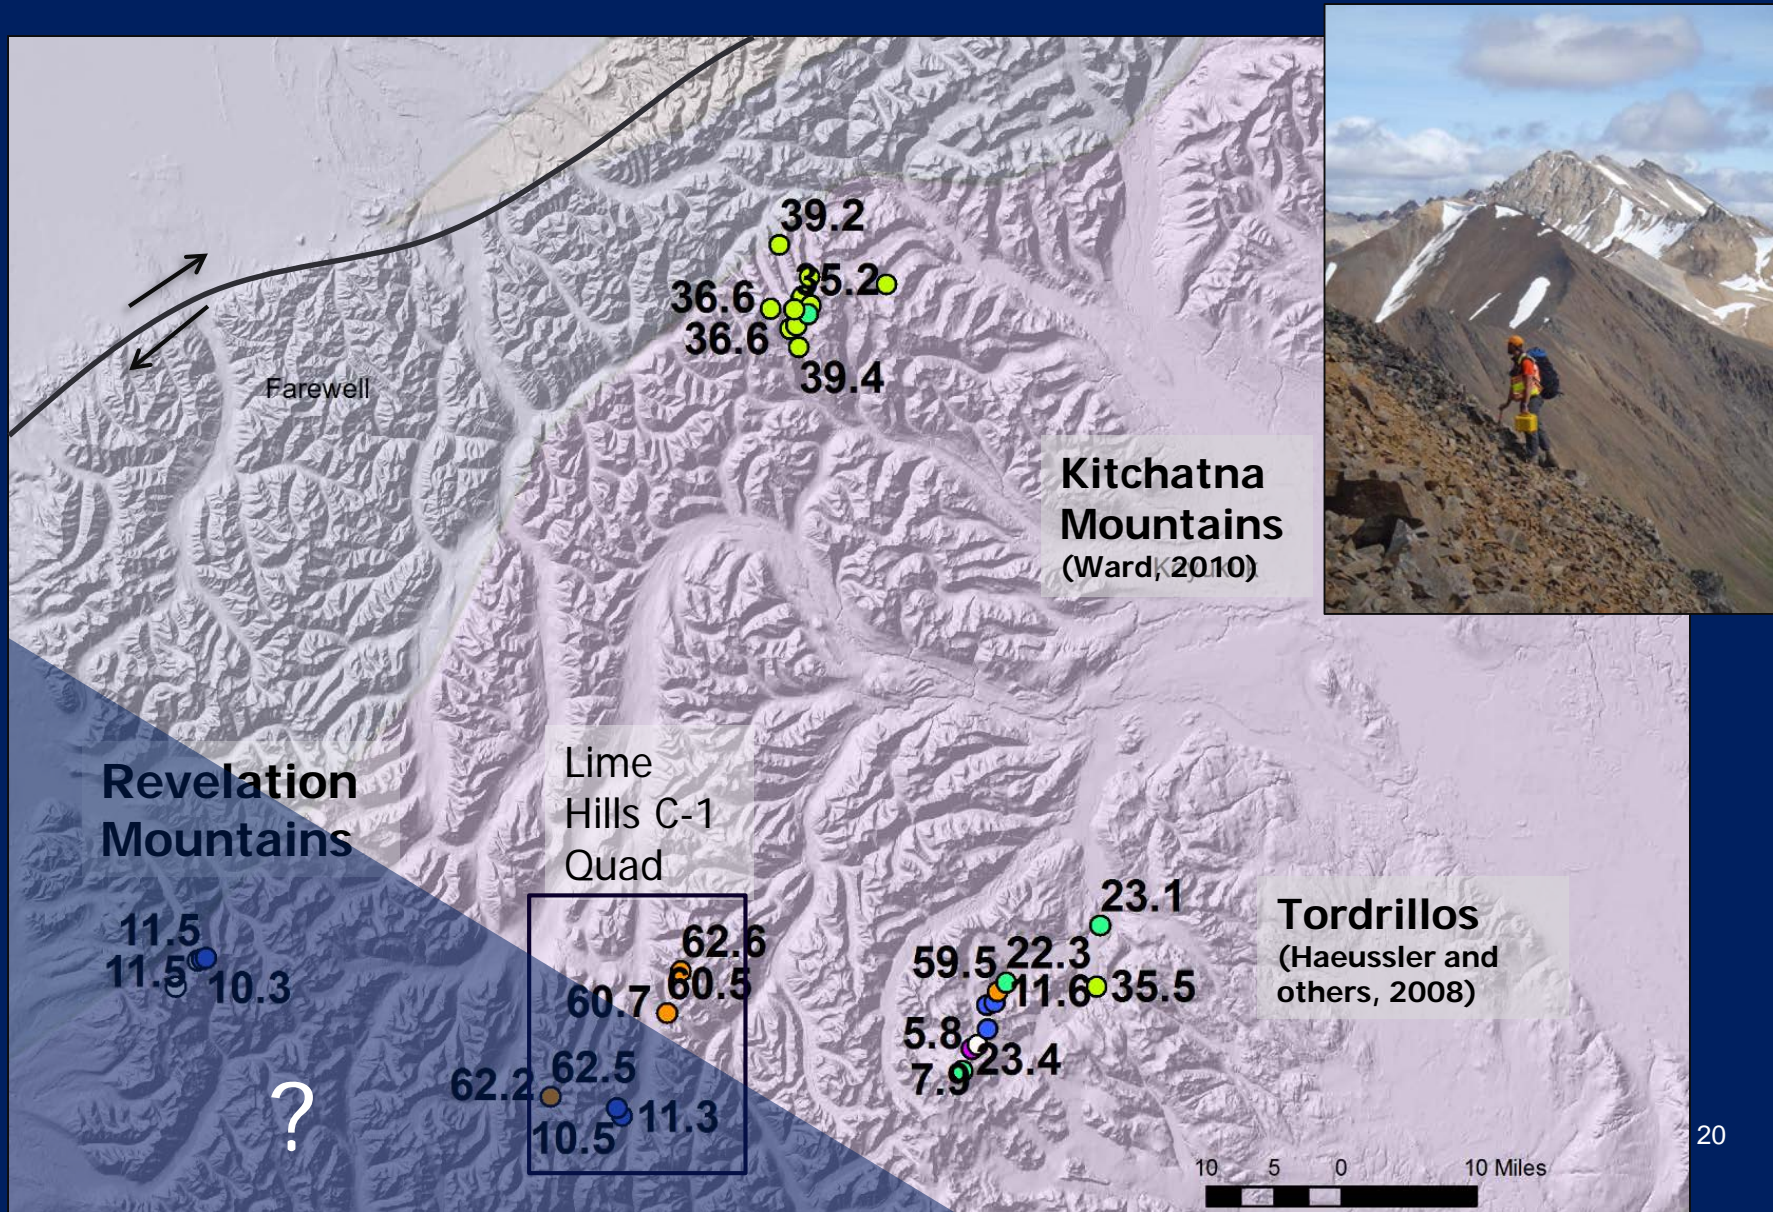 39.2
35.2
36.6
36.6
39.4
Farewell
Kitchatna
Mountains
(Ward, 2010)
Revelation
Mountains
Lime
Hills C-1
Quad
11.5
11.5
10.3
62.6
60.5
60.7
62.5
62.2
11.3
10.5
?
23.1
22.3
59.5
11.6
35.5
5.8
23.4
7.9
Tordrillos
(Haeussler and
others, 2008)
20
10 5 0 10 Miles